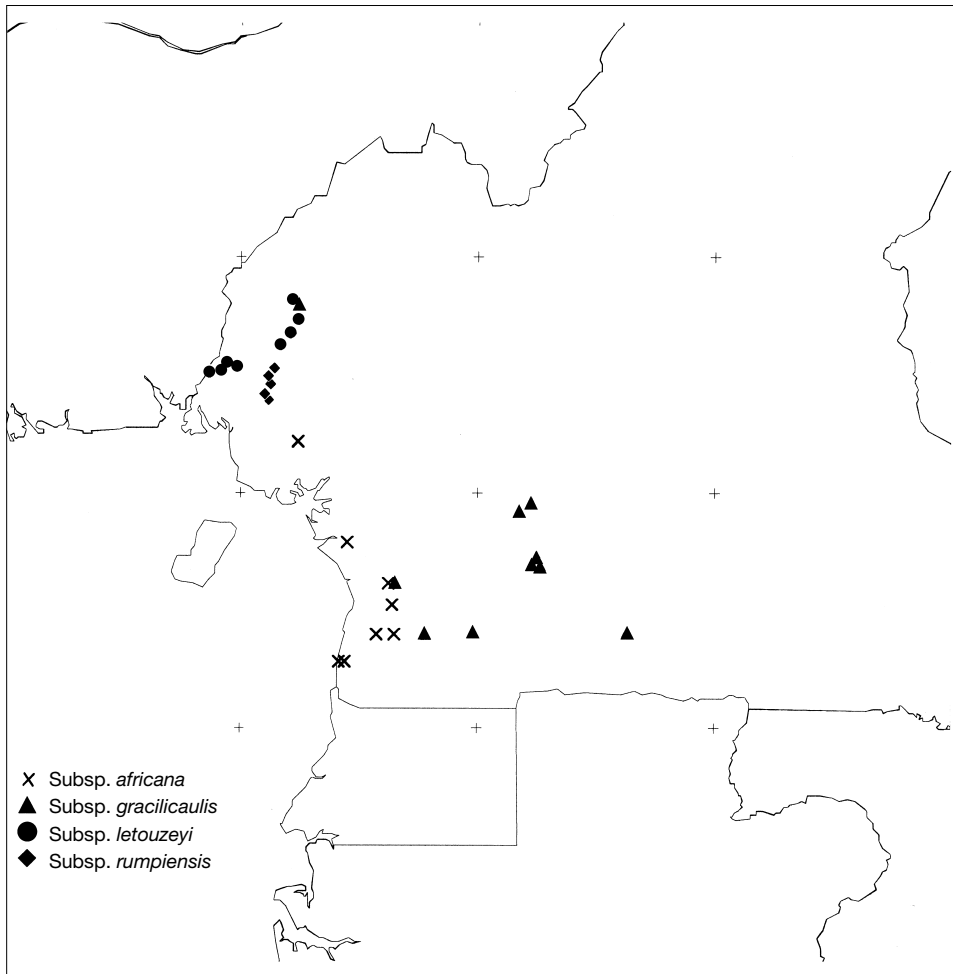 Subsp. africana
Subsp. gracilicaulis
Subsp. letouzeyi
Subsp. rumpiensis